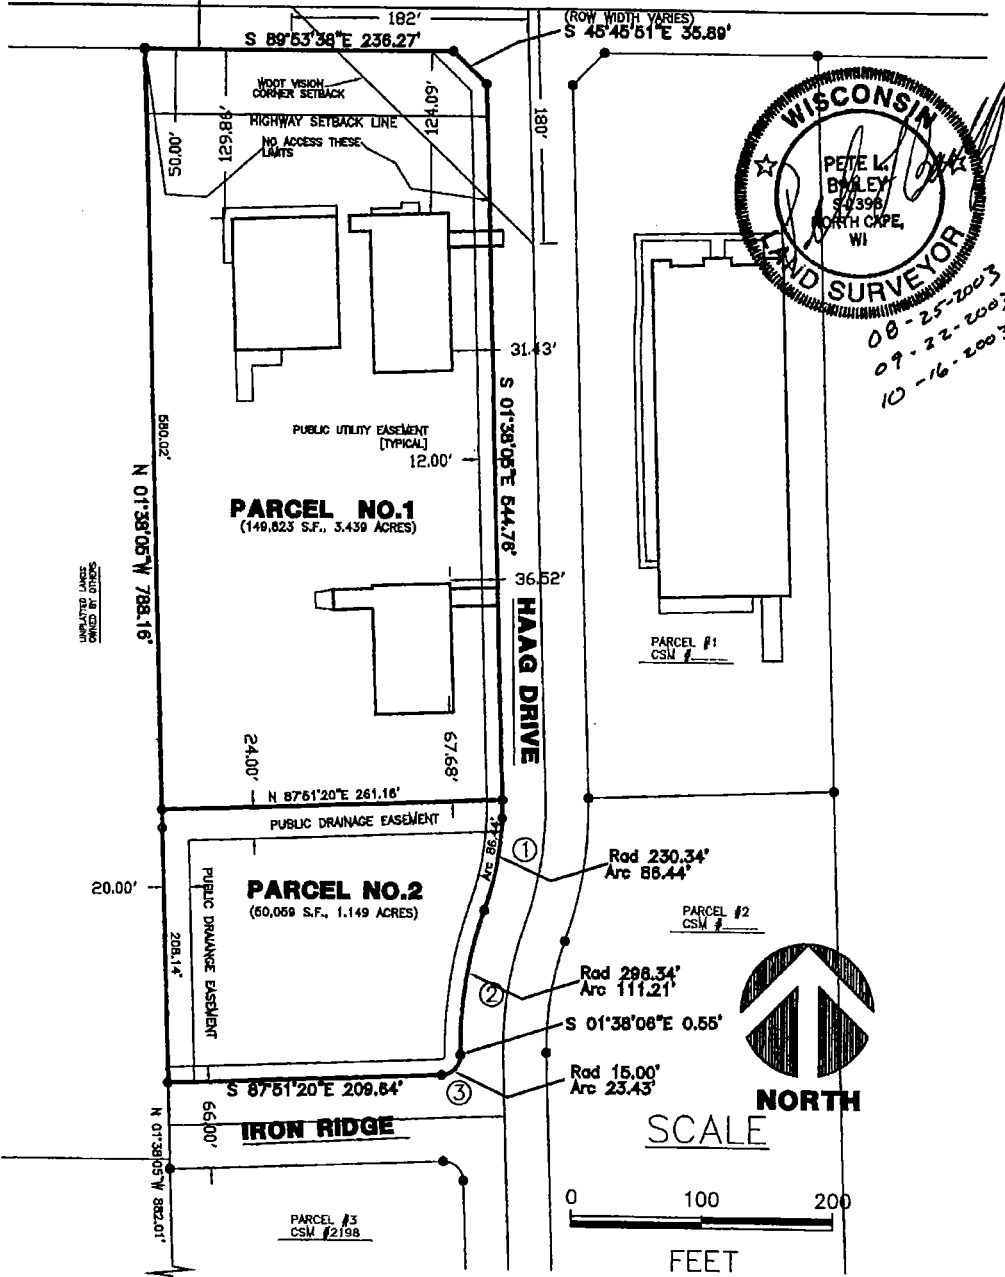 182'
(ROW WIDTH VARIES)
S 45°45'51"E 35.89'
S 89°53'38"E 236.27'
WDOT VISION
CORNER SETBACK
HIGHWAY SETBACK LINE
NO ACCESS THESE
LIMITS
50.00'
129.86'
124.09'
180'
WISCONSIN
PETE L.
BAILEY
NORTH CAPE,
WI
LAND SURVEYOR
08-25-2003
09-22-2003
10-16-2003
31.43'
S 01°38'05"E 544.76'
PUBLIC UTILITY EASEMENT
[TYPICAL]
12.00'
580.02'
N 01°38'05"W 788.16'
PARCEL NO.1
(149,823 S.F., 3.439 ACRES)
UNPLATTED LANDS
OWNED BY OTHERS
36.52'
HAAG DRIVE
PARCEL #1
CSM #____
24.00'
67.68'
N 87°51'20"E 261.16'
PUBLIC DRAINAGE EASEMENT
Arc 86.44'
1
Rad 230.34'
Arc 86.44'
20.00'
PARCEL NO.2
(50,059 S.F., 1.149 ACRES)
PUBLIC DRAINANGE EASEMENT
208.14'
PARCEL #2
CSM #____
Rad 296.34'
Arc 111.21'
2
S 01°38'06"E 0.55'
Rad 15.00'
Arc 23.43'
3
S 87°51'20"E 209.64'
NORTH
66.00'
IRON RIDGE
SCALE
N 01°38'05"W 882.01'
0 100 200
FEET
PARCEL #3
CSM #2198